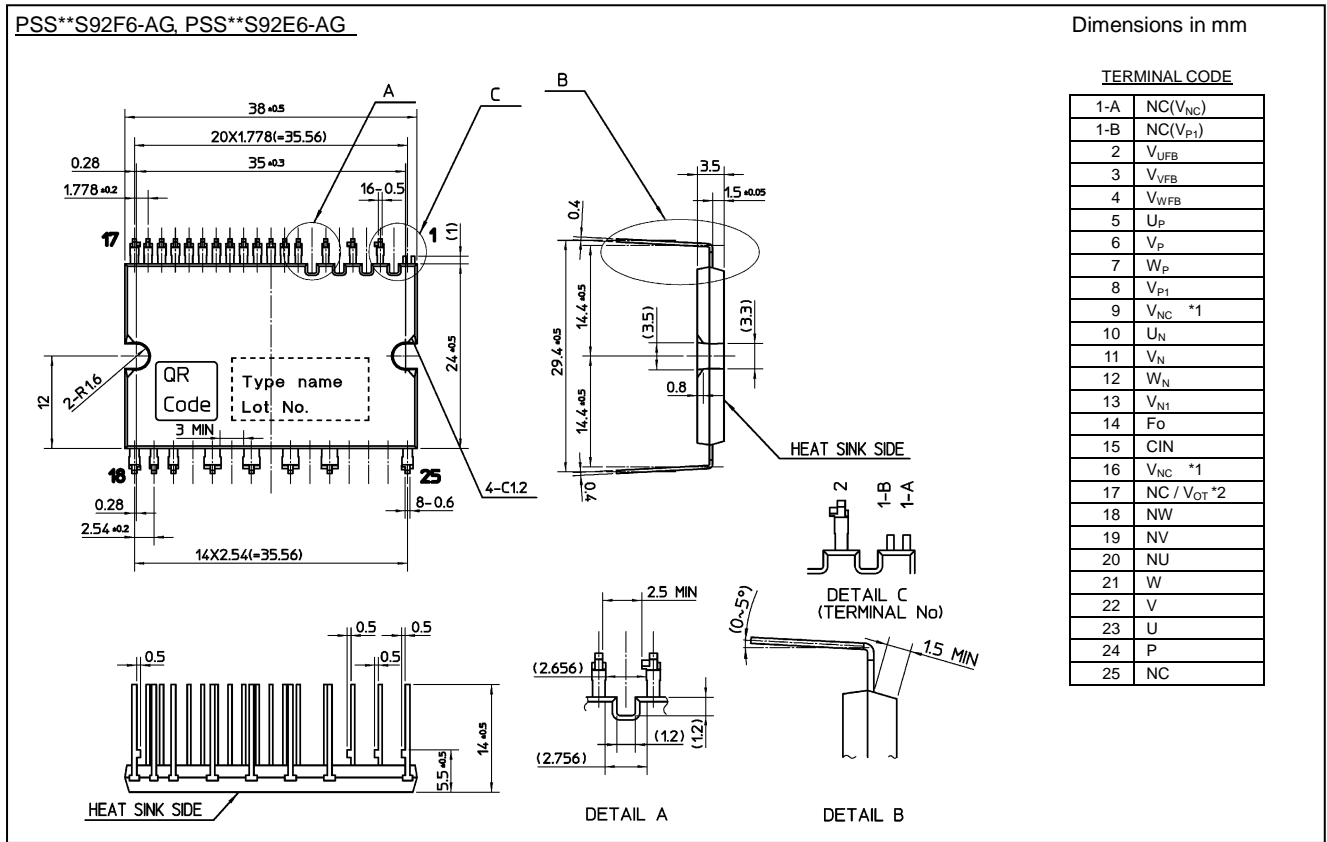 PSS**S92F6-AG, PSS**S92E6-AG
Dimensions in mm
A
C
B
38 ±0.5
20X1.778(=35.56)
35 ±0.3
0.28
1.778 ±0.2
16-0.5
17
1
(1)
24 ±0.5
12
2-R1.6
QR
Code
Type name
Lot No.
3 MIN
18
25
4-C1.2
0.28
8-0.6
2.54 ±0.2
14X2.54(=35.56)
3.5
1.5 ±0.05
0.4
14.4 ±0.5
29.4 ±0.5
(3.5)
(3.3)
14.4 ±0.5
0.8
0.4
HEAT SINK SIDE
2
1-B
1-A
DETAIL C
(TERMINAL No)
0.5
0.5
0.5
0.5
14 ±0.5
5.5 ±0.5
HEAT SINK SIDE
2.5 MIN
(2.656)
(1.2)
(1.2)
(2.756)
DETAIL A
(0~5°)
1.5 MIN
DETAIL B
TERMINAL CODE
1-A NC(VNC)
1-B NC(VP1)
2 VUFB
3 VVFB
4 VWFB
5 UP
6 VP
7 WP
8 VP1
9 VNC *1
10 UN
11 VN
12 WN
13 VN1
14 Fo
15 CIN
16 VNC *1
17 NC / VOT *2
18 NW
19 NV
20 NU
21 W
22 V
23 U
24 P
25 NC